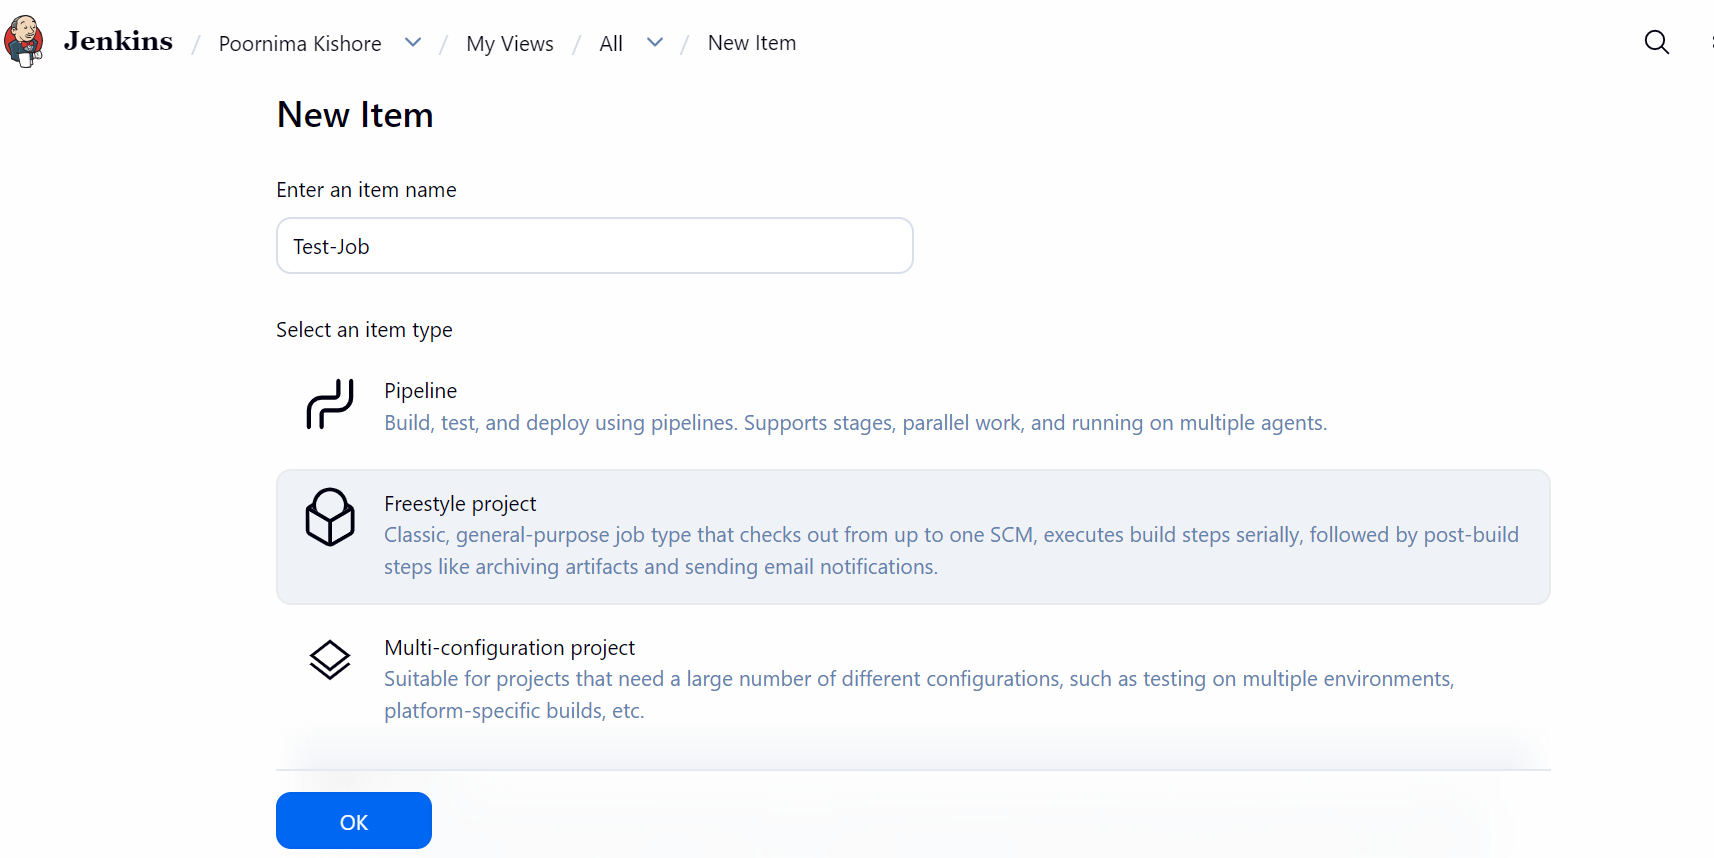 Jenkins / Poornima Kishore / My Views / All / New Item
New Item
Enter an item name
Test-Job
Select an item type
Pipeline
Build, test, and deploy using pipelines. Supports stages, parallel work, and running on multiple agents.
Freestyle project
Classic, general-purpose job type that checks out from up to one SCM, executes build steps serially, followed by post-build
steps like archiving artifacts and sending email notifications.
Multi-configuration project
Suitable for projects that need a large number of different configurations, such as testing on multiple environments,
platform-specific builds, etc.
OK